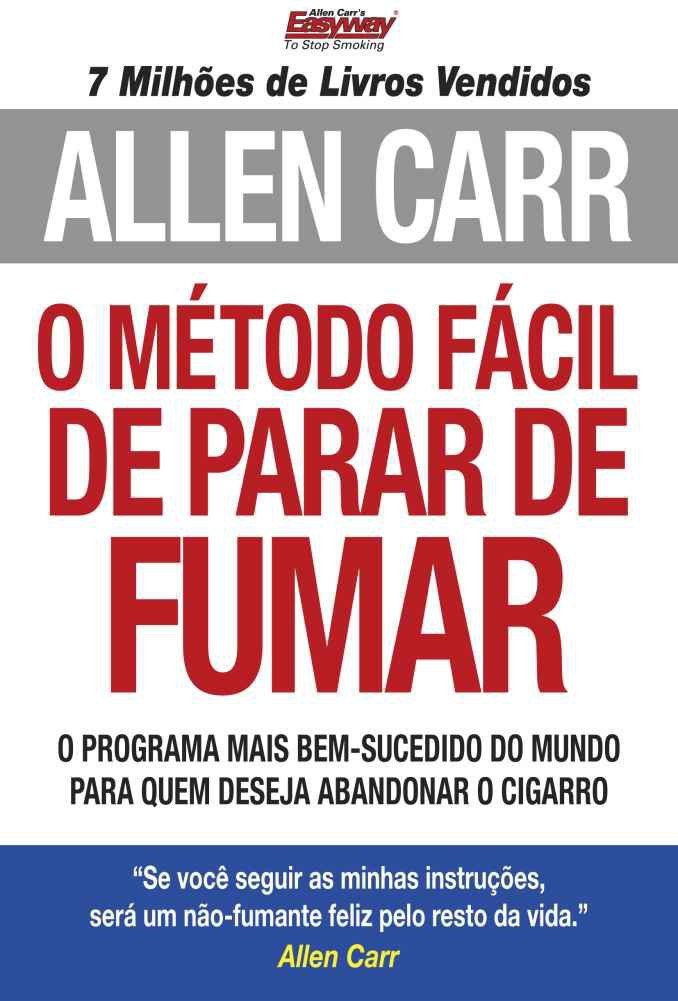 Allen Carr's
Easyway®
To Stop Smoking
7 Milhões de Livros Vendidos
ALLEN CARR
O MÉTODO FÁCIL
DE PARAR DE
FUMAR
O PROGRAMA MAIS BEM-SUCEDIDO DO MUNDO
PARA QUEM DESEJA ABANDONAR O CIGARRO
“Se você seguir as minhas instruções,
será um não-fumante feliz pelo resto da vida.”
Allen Carr